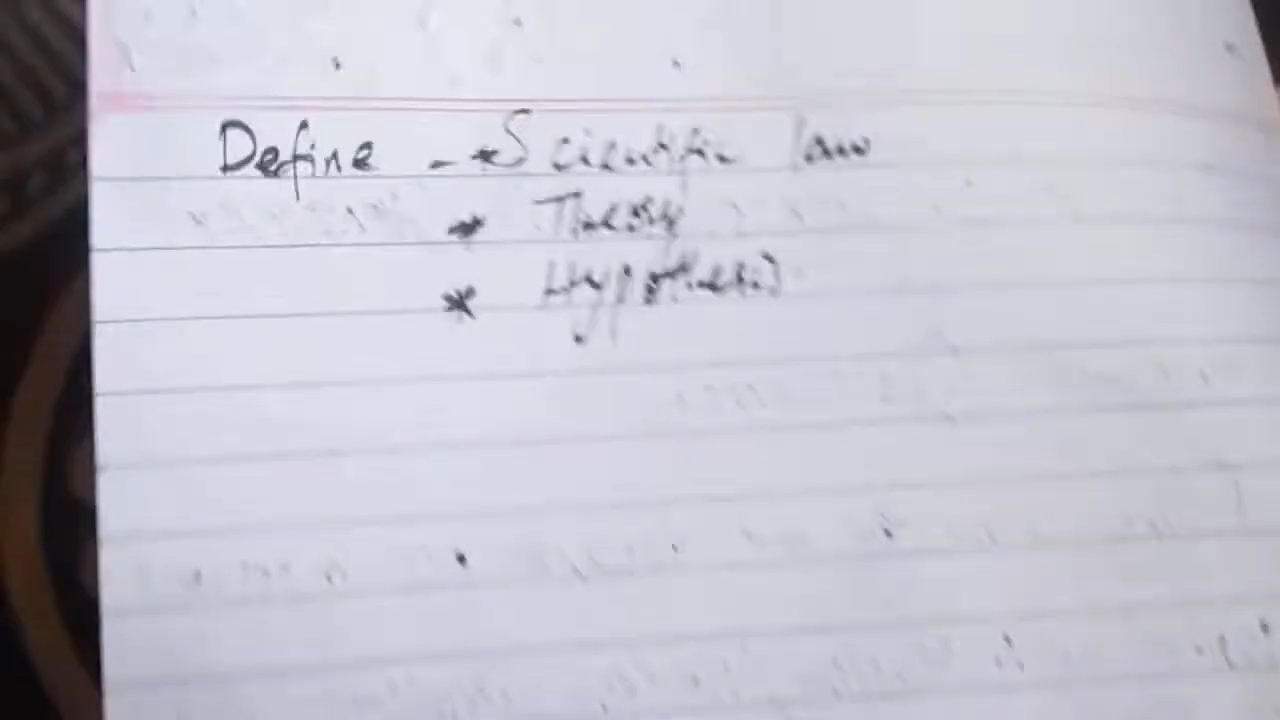 Define - * Scientific law
* Theory
* Hypothesis